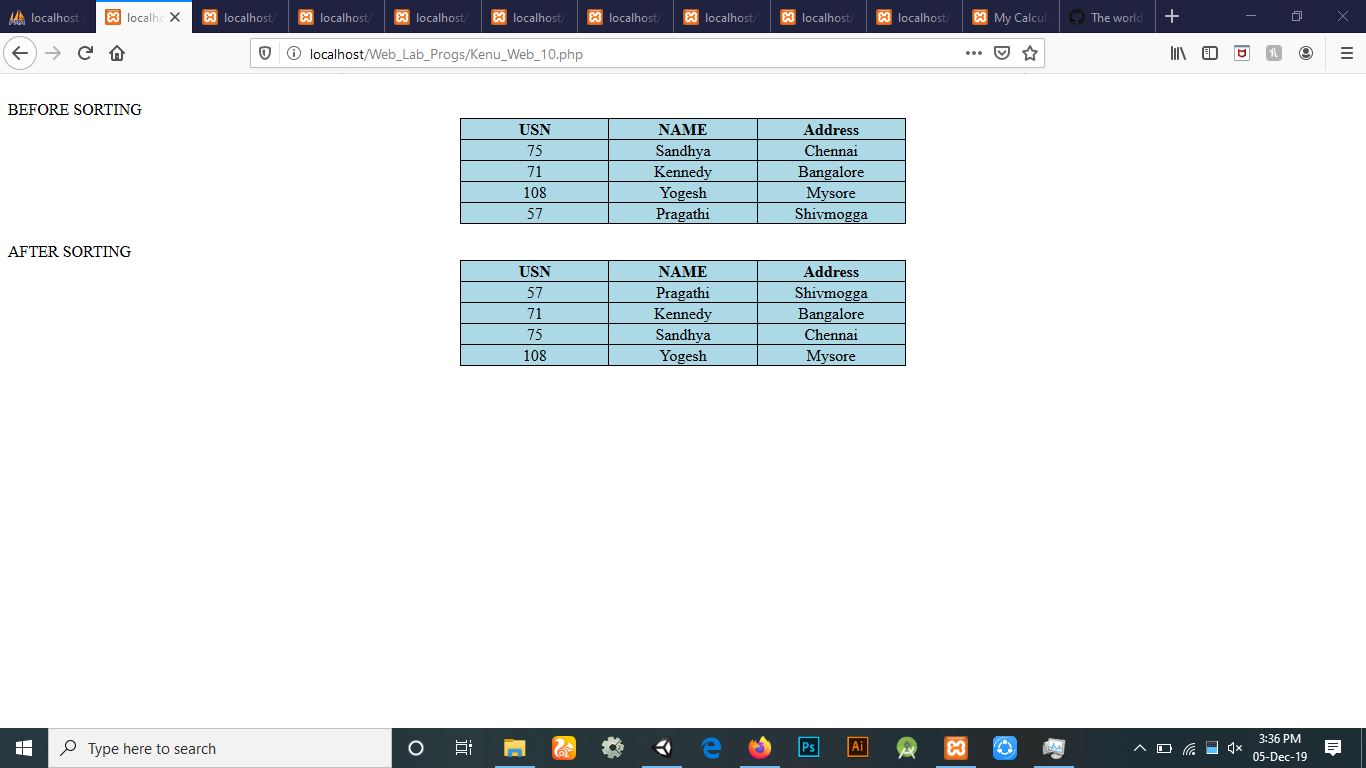 localhost localho localhost/ localhost/ localhost/ localhost/ localhost/ localhost/ localhost/ localhost/ My Calcu The world
localhost/Web_Lab_Progs/Kenu_Web_10.php
BEFORE SORTING
USN NAME Address
75 Sandhya Chennai
71 Kennedy Bangalore
108 Yogesh Mysore
57 Pragathi Shivmogga
AFTER SORTING
USN NAME Address
57 Pragathi Shivmogga
71 Kennedy Bangalore
75 Sandhya Chennai
108 Yogesh Mysore
Type here to search
Ps Ai
3:36 PM
05-Dec-19